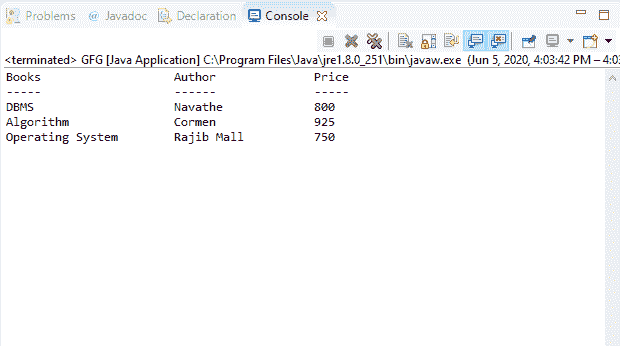 Problems @ Javadoc Declaration Console
<terminated> GFG [Java Application] C:\Program Files\Java\jre1.8.0_251\bin\javaw.exe (Jun 5, 2020, 4:03:42 PM – 4:03
Books Author Price
----- ------ -----
DBMS Navathe 800
Algorithm Cormen 925
Operating System Rajib Mall 750